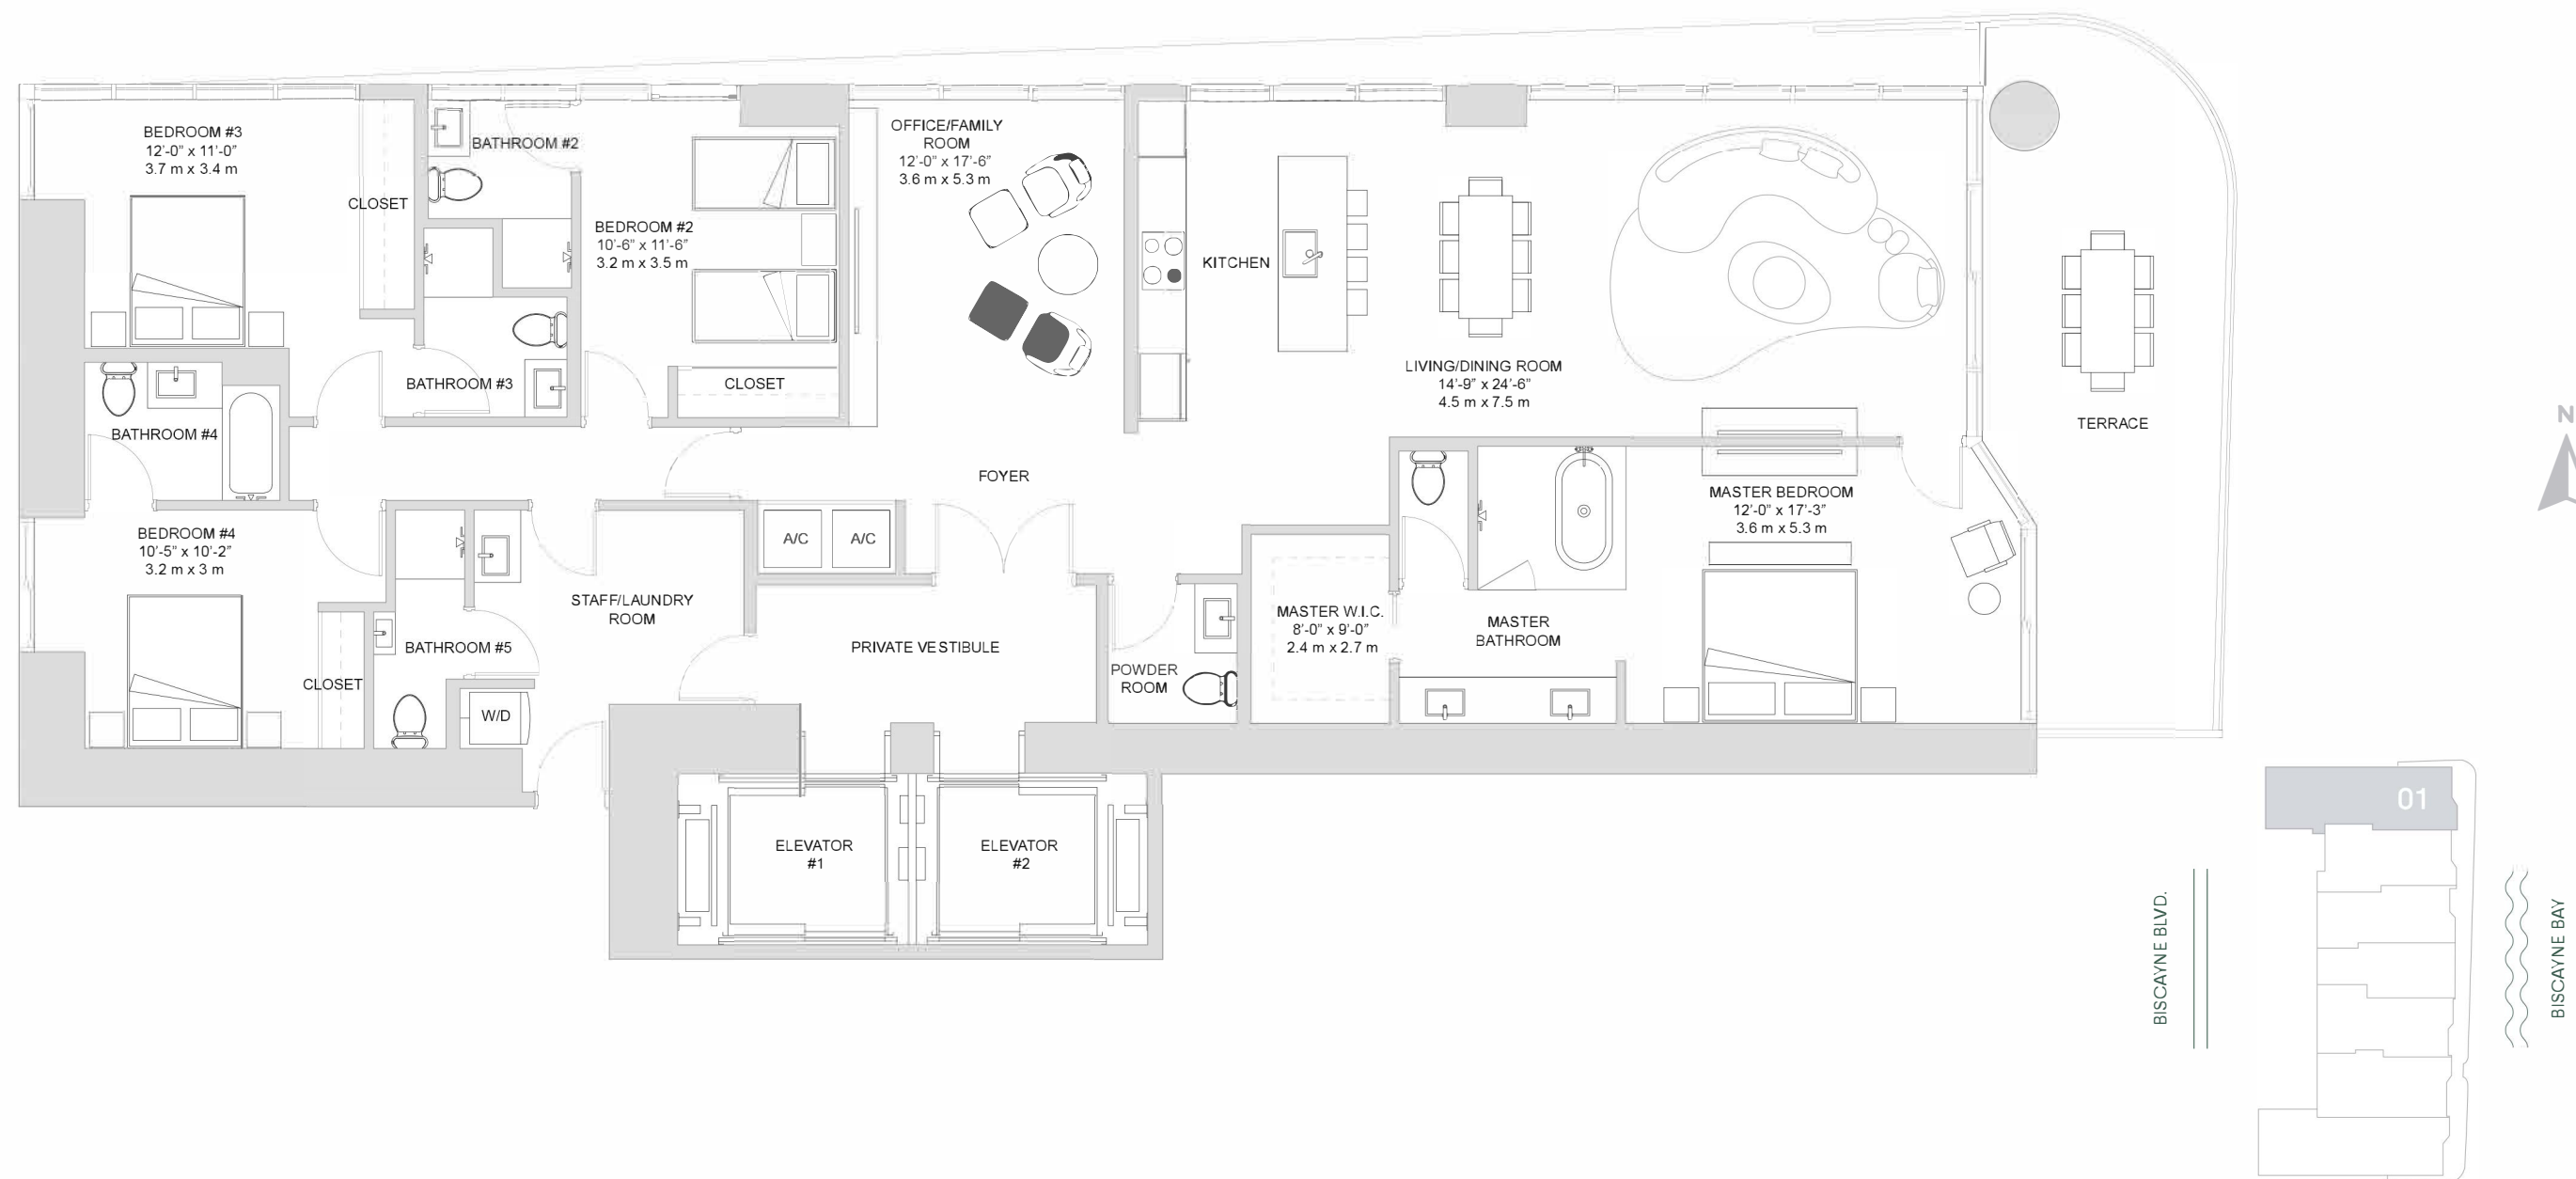 BEDROOM #3
12'-0" x 11'-0"
3.7 m x 3.4 m
CLOSET
BATHROOM #2
BEDROOM #2
10'-6" x 11'-6"
3.2 m x 3.5 m
CLOSET
OFFICE/FAMILY
ROOM
12'-0" x 17'-6"
3.6 m x 5.3 m
KITCHEN
LIVING/DINING ROOM
14'-9" x 24'-6"
4.5 m x 7.5 m
TERRACE
N
BATHROOM #3
BATHROOM #4
FOYER
BEDROOM #4
10'-5" x 10'-2"
3.2 m x 3 m
CLOSET
STAFF/LAUNDRY
ROOM
BATHROOM #5
W/D
A/C
A/C
PRIVATE VESTIBULE
POWDER
ROOM
MASTER W.I.C.
8'-0" x 9'-0"
2.4 m x 2.7 m
MASTER
BATHROOM
MASTER BEDROOM
12'-0" x 17'-3"
3.6 m x 5.3 m
ELEVATOR
#1
ELEVATOR
#2
01
BISCAYNE BLVD.
BISCAYNE BAY